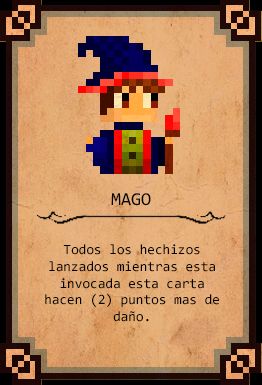 MAGO
Todos los hechizos
lanzados mientras esta
invocada esta carta
hacen (2) puntos mas de
daño.